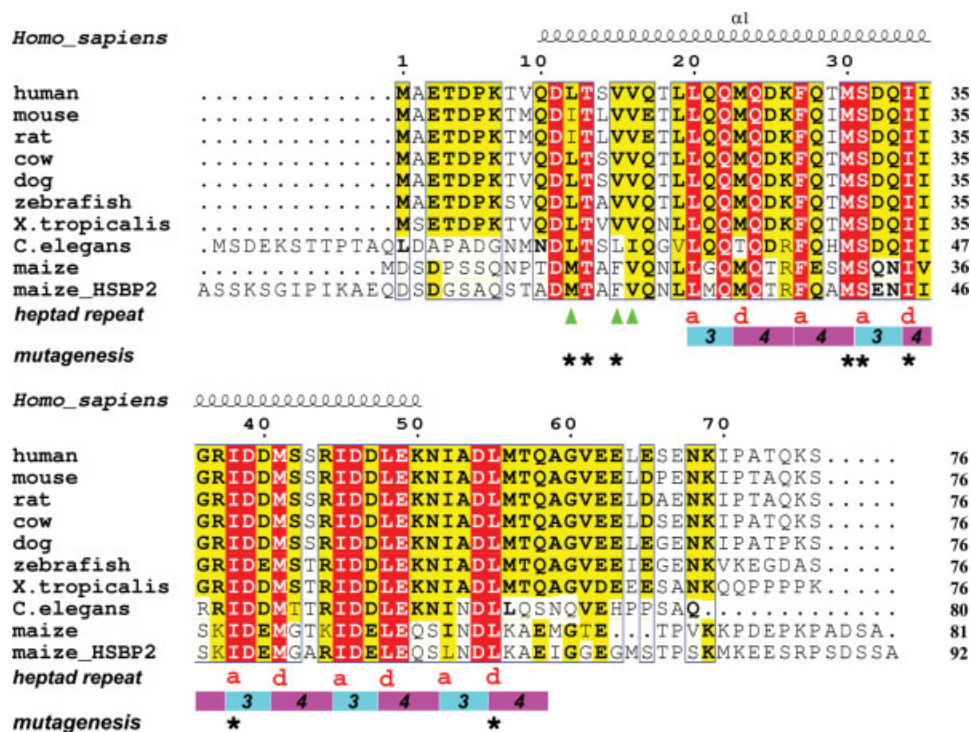 α1
Homo_sapiens
1 10 20 30
human .............MAETDPKTVQDLTSVVQTLLQQMQDKFQTMSDQII 35
mouse .............MAETDPKTMQDITLVVETLLQQMQDKFQIMSDQII 35
rat .............MAETDPKTMQDITLVVETLLQQMQDKFQIMSDQII 35
cow .............MAETDPKTVQDLTSVVQTLLQQMQDKFQTMSDQII 35
dog .............MAETDPKTVQDLTSVVQTLLQQMQDKFQTMSDQII 35
zebrafish .............MAETDPKSVQDLTAVVQTLLQQMQDKFQTMSDQII 35
X.tropicalis .............MSETDPKTVQDLTVVVQNLLQQMQDKFQTMSDQII 35
C.elegans .MSDEKSTTPTAQLDAPADGNMNDLTSLIQGVLQQTQDRFQHMSDQII 47
maize ............MDSDPSSQNPTDMTAFVQNLLGQMQTRFESMSQNIV 36
maize_HSBP2 ASSKSGIPIKAEQDSDGSAQSTADMTAFVQNLLMQMQTRFQAMSENII 46
heptad repeat a d a a d
3 4 4 3 4
mutagenesis * * * ** *
Homo_sapiens
40 50 60 70
human GRIDDMSSRIDDLEKNIADLMTQAGVEELESENKIPATQKS..... 76
mouse GRIDDMSSRIDDLEKNIADLMTQAGVEELDPENKIPTAQKS..... 76
rat GRIDDMSSRIDDLEKNIADLMTQAGVEELDAENKIPTAQKS..... 76
cow GRIDDMSSRIDDLEKNIADLMTQAGVEELDSENKIPATQKS..... 76
dog GRIDDMSSRIDDLEKNIADLMTQAGVEELEGENKIPATPKS..... 76
zebrafish GRIDEMSTRIDDLEKNIADLMTQAGVEEIEGENKVKEGDAS..... 76
X.tropicalis GRIDDMSTRIDDLEKNIADLMTQAGVDEEESANKQQPPPPK..... 76
C.elegans RRIDDMTTRIDDLEKNINDLLQSNQVEHPPSAQ............. 80
maize SKIDEMGTKIDELEQSINDLKAEMGTE...TPVKKPDEPKPADSA. 81
maize_HSBP2 SKIDEMGARIDELEQSLNDLKAEIGGEGMSTPSKMKEESRPSDSSA 92
heptad repeat a d a d a d
3 4 3 4 3 4
mutagenesis * *